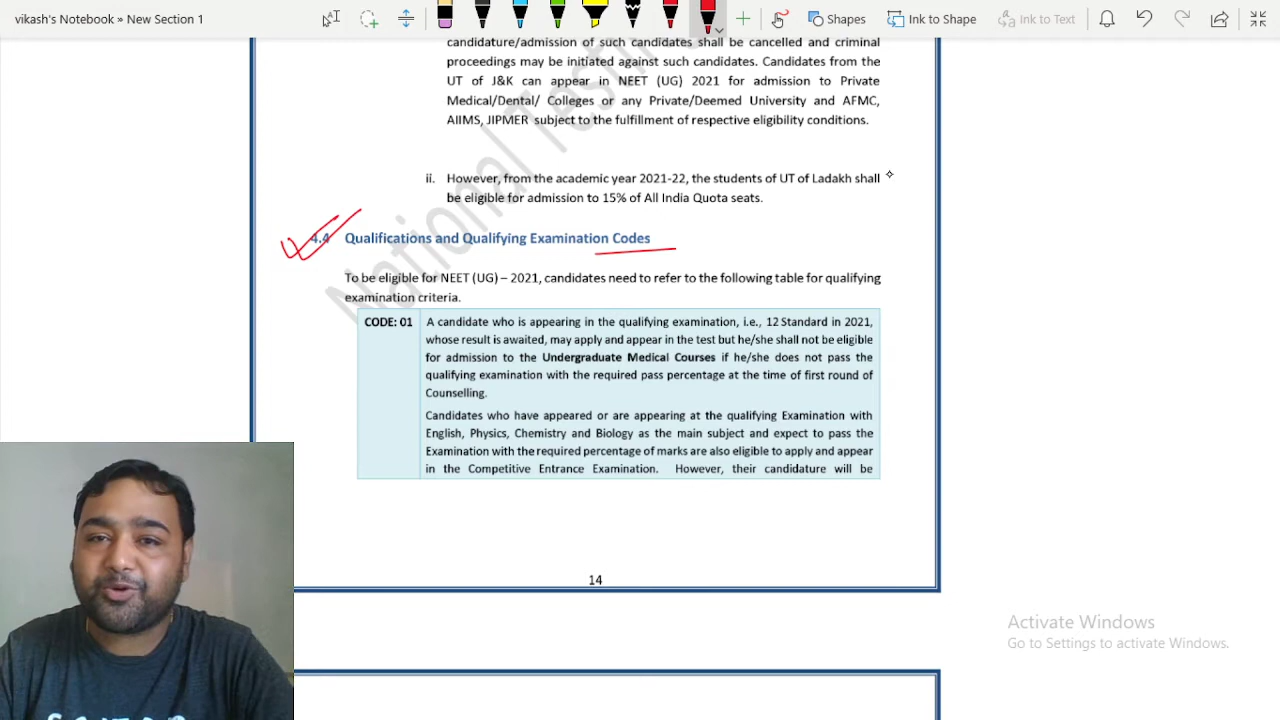 vikash's Notebook » New Section 1
Shapes
Ink to Shape
Ink to Text
candidature/admission of such candidates shall be cancelled and criminal
proceedings may be initiated against such candidates. Candidates from the
UT of J&K can appear in NEET (UG) 2021 for admission to Private
Medical/Dental/ Colleges or any Private/Deemed University and AFMC,
AIIMS, JIPMER subject to the fulfillment of respective eligibility conditions.
ii. However, from the academic year 2021-22, the students of UT of Ladakh shall
be eligible for admission to 15% of All India Quota seats.
4.4 Qualifications and Qualifying Examination Codes
To be eligible for NEET (UG) – 2021, candidates need to refer to the following table for qualifying
examination criteria.
CODE: 01 A candidate who is appearing in the qualifying examination, i.e., 12 Standard in 2021,
whose result is awaited, may apply and appear in the test but he/she shall not be eligible
for admission to the Undergraduate Medical Courses if he/she does not pass the
qualifying examination with the required pass percentage at the time of first round of
Counselling.
Candidates who have appeared or are appearing at the qualifying Examination with
English, Physics, Chemistry and Biology as the main subject and expect to pass the
Examination with the required percentage of marks are also eligible to apply and appear
in the Competitive Entrance Examination. However, their candidature will be
14
National Testin
Activate Windows
Go to Settings to activate Windows.